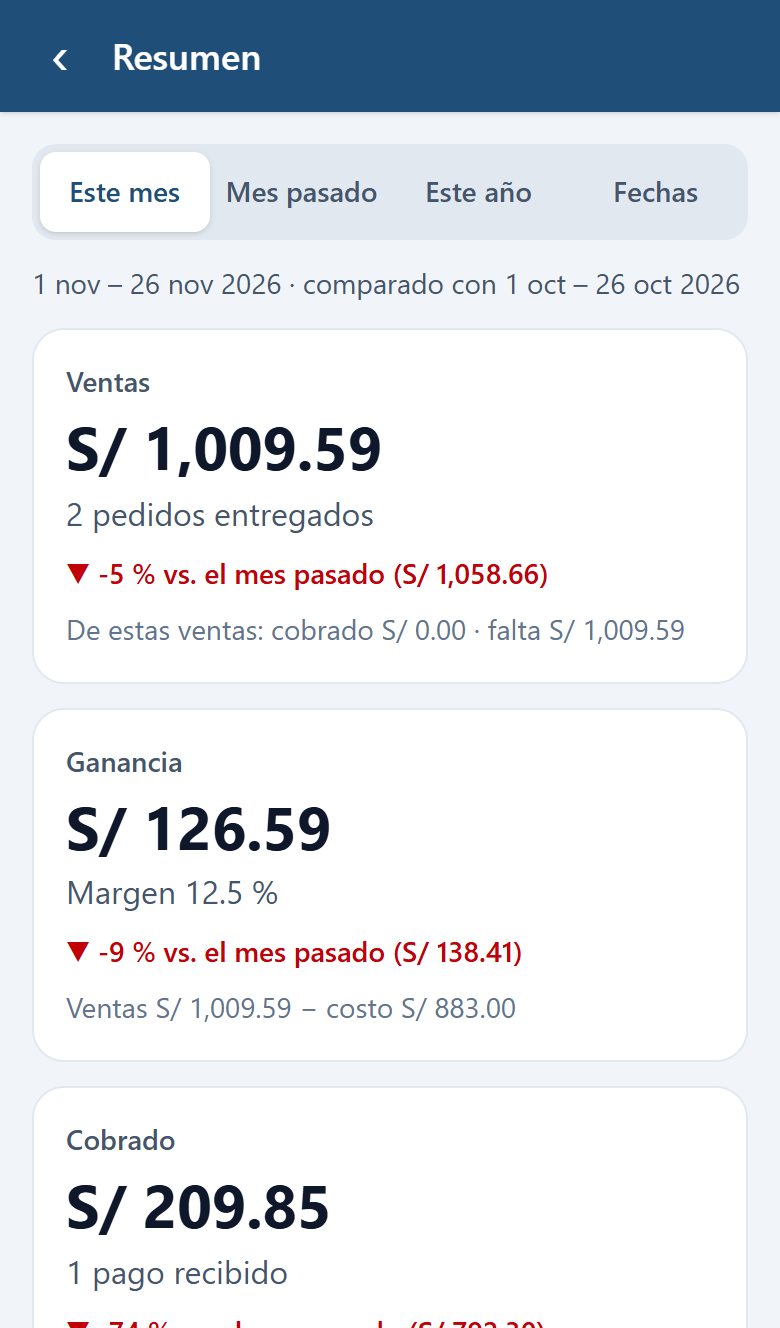 Resumen
Este mes
Mes pasado
Este año
Fechas
1 nov – 26 nov 2026 · comparado con 1 oct – 26 oct 2026
Ventas
S/ 1,009.59
2 pedidos entregados
▼ -5 % vs. el mes pasado (S/ 1,058.66)
De estas ventas: cobrado S/ 0.00 · falta S/ 1,009.59
Ganancia
S/ 126.59
Margen 12.5 %
▼ -9 % vs. el mes pasado (S/ 138.41)
Ventas S/ 1,009.59 − costo S/ 883.00
Cobrado
S/ 209.85
1 pago recibido